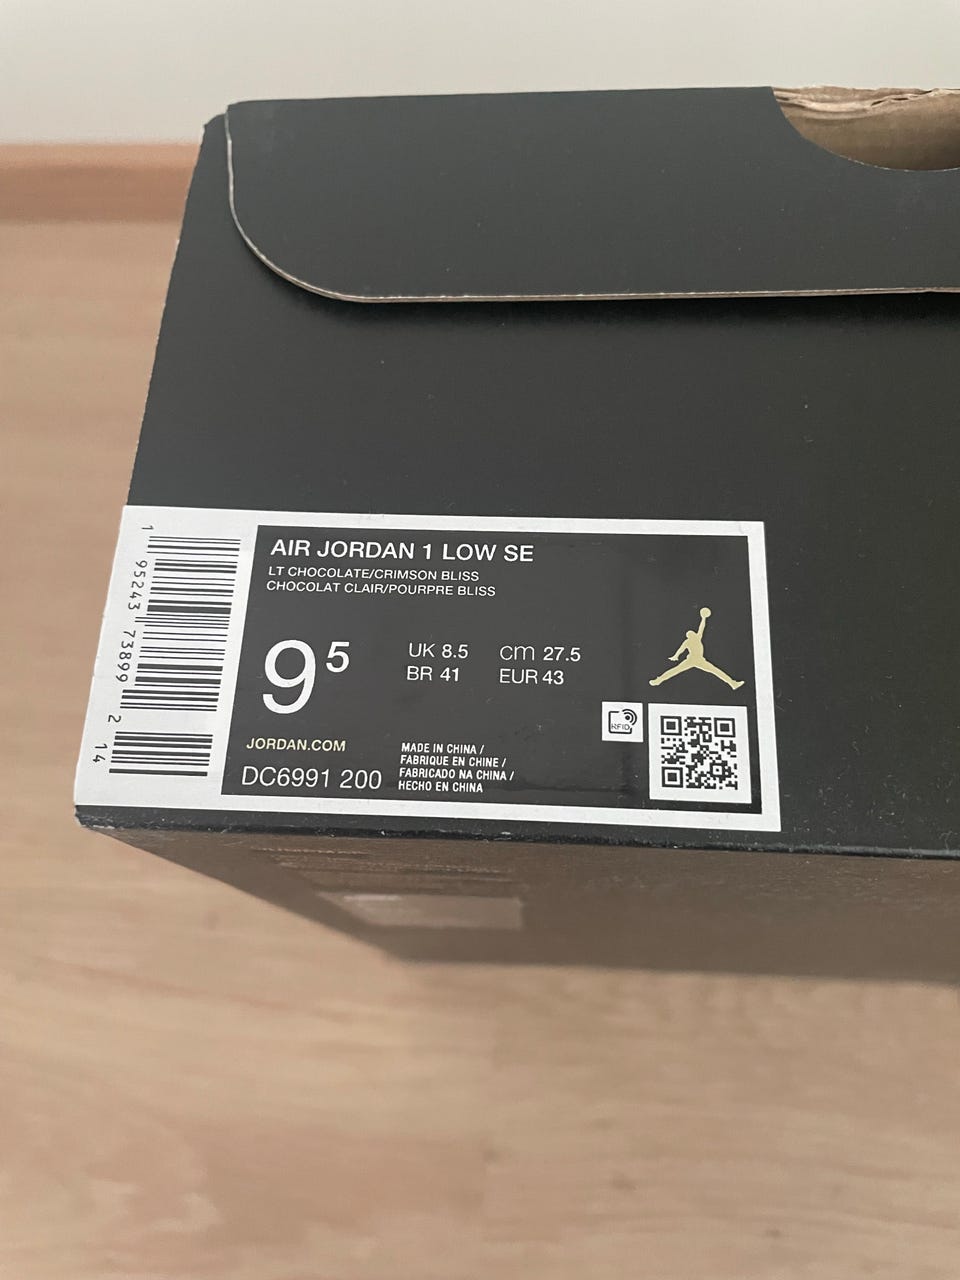 AIR JORDAN 1 LOW SE
LT CHOCOLATE/CRIMSON BLISS
CHOCOLAT CLAIR/POURPRE BLISS
9⁵
UK 8.5 cm 27.5
BR 41 EUR 43
RFID
JORDAN.COM
DC6991 200
MADE IN CHINA /
FABRIQUE EN CHINE /
FABRICADO NA CHINA /
HECHO EN CHINA
1 95243 73899 2 14